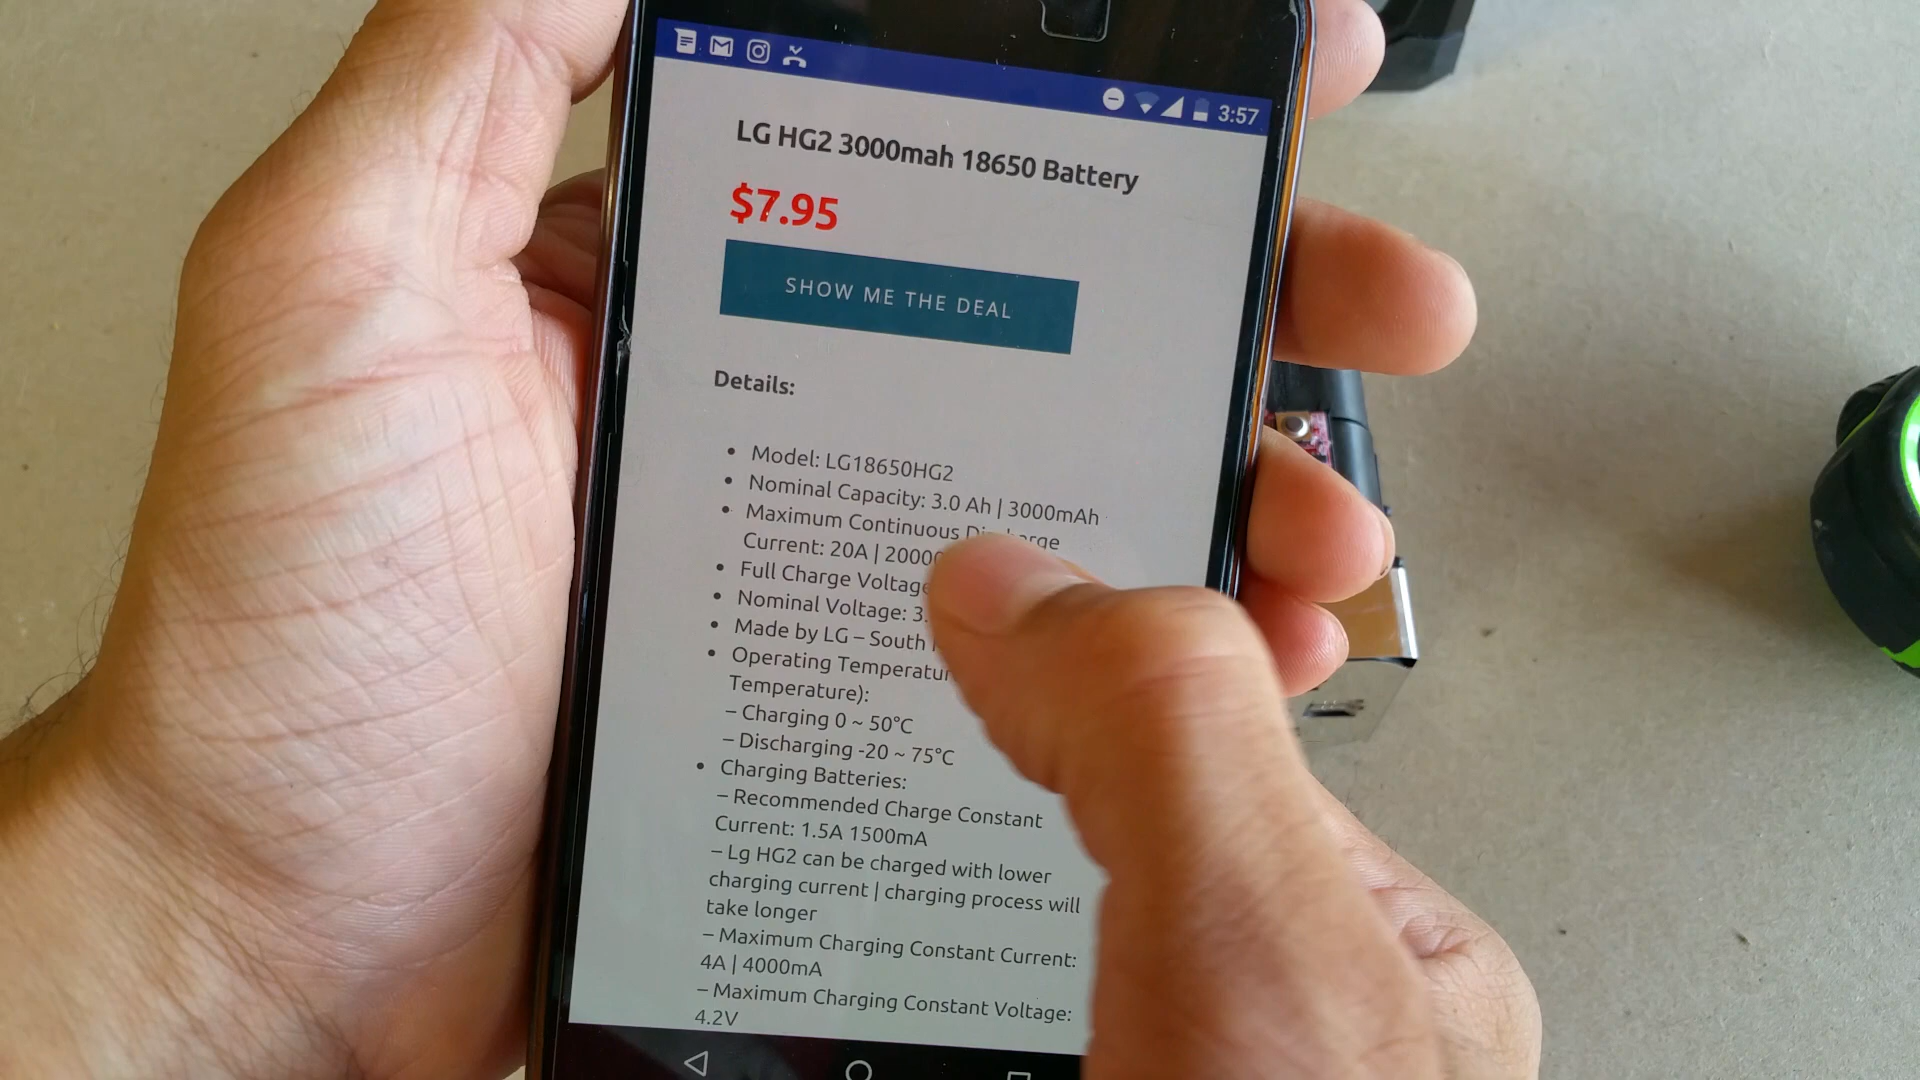 3:57
LG HG2 3000mah 18650 Battery
$7.95
SHOW ME THE DEAL
Details:
• Model: LG18650HG2
• Nominal Capacity: 3.0 Ah | 3000mAh
• Maximum Continuous
Current: 20A |
• Full Charge Voltage
• Nominal Voltage:
• Made by LG – South
• Operating
Temperature):
– Charging 0 ~ 50°C
– Discharging -20 ~ 75°C
• Charging Batteries:
– Recommended Charge Constant
Current: 1.5A 1500mA
– Lg HG2 can be charged with lower
charging current | charging process will
take longer
– Maximum Charging Constant Current:
4A | 4000mA
– Maximum Charging Constant Voltage:
4.2V